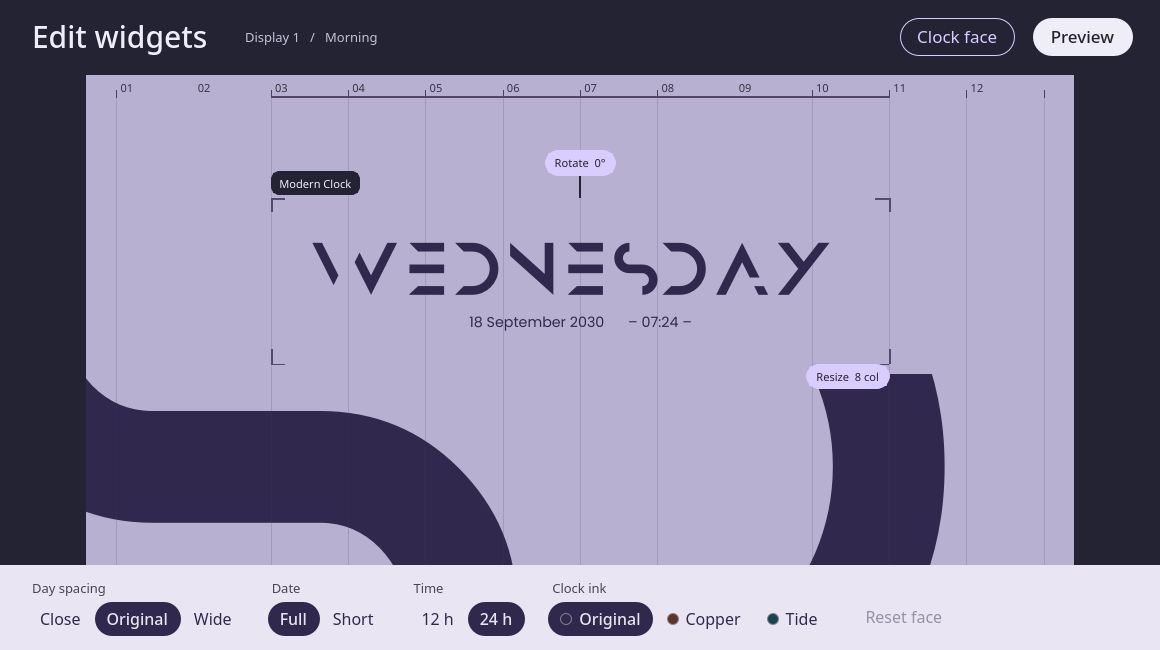 Edit widgets
Display 1 / Morning
Clock face
Preview
01 02 03 04 05 06 07 08 09 10 11 12
Rotate 0°
Modern Clock
WEDNESDAY
18 September 2030 – 07:24 –
Resize 8 col
Day spacing
Close Original Wide
Date
Full Short
Time
12 h 24 h
Clock ink
Original Copper Tide
Reset face